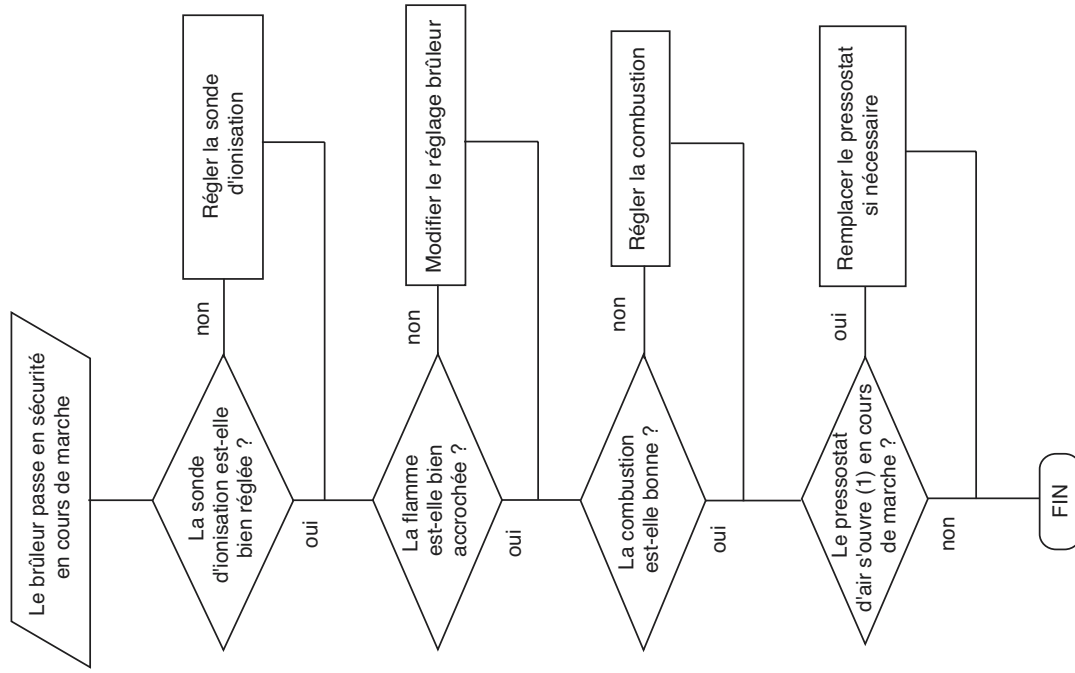 Le brûleur passe en sécurité
en cours de marche
La sonde
d'ionisation est-elle
bien réglée ?
non
Régler la sonde
d'ionisation
oui
La flamme
est-elle bien
accrochée ?
non
Modifier le réglage brûleur
oui
La combustion
est-elle bonne ?
non
Régler la combustion
oui
Le pressostat
d'air s'ouvre (1) en cours
de marche ?
oui
Remplacer le pressostat
si nécessaire
non
FIN